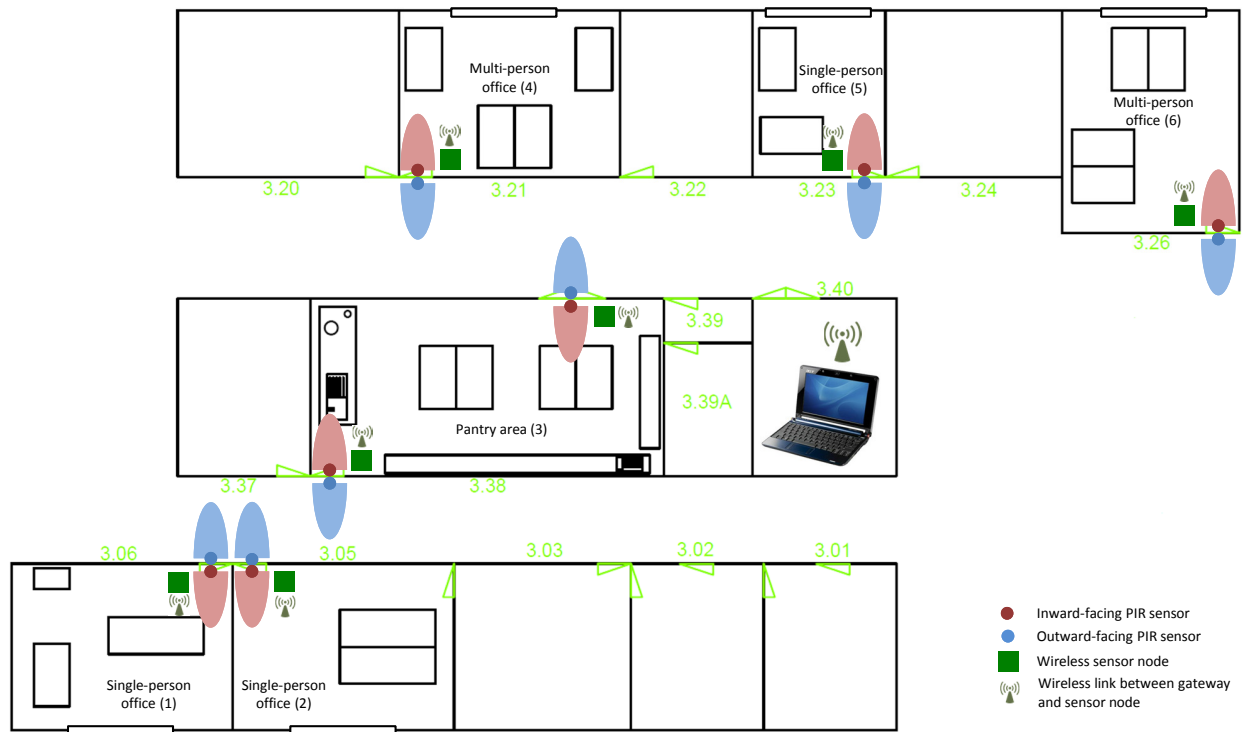 Multi-person
office (4)
Single-person
office (5)
Multi-person
office (6)
3.20
3.21
3.22
3.23
3.24
3.26
3.40
3.39
3.39A
Pantry area (3)
3.37
3.38
3.06
3.05
3.03
3.02
3.01
Single-person
office (1)
Single-person
office (2)
Inward-facing PIR sensor
Outward-facing PIR sensor
Wireless sensor node
Wireless link between gateway
and sensor node